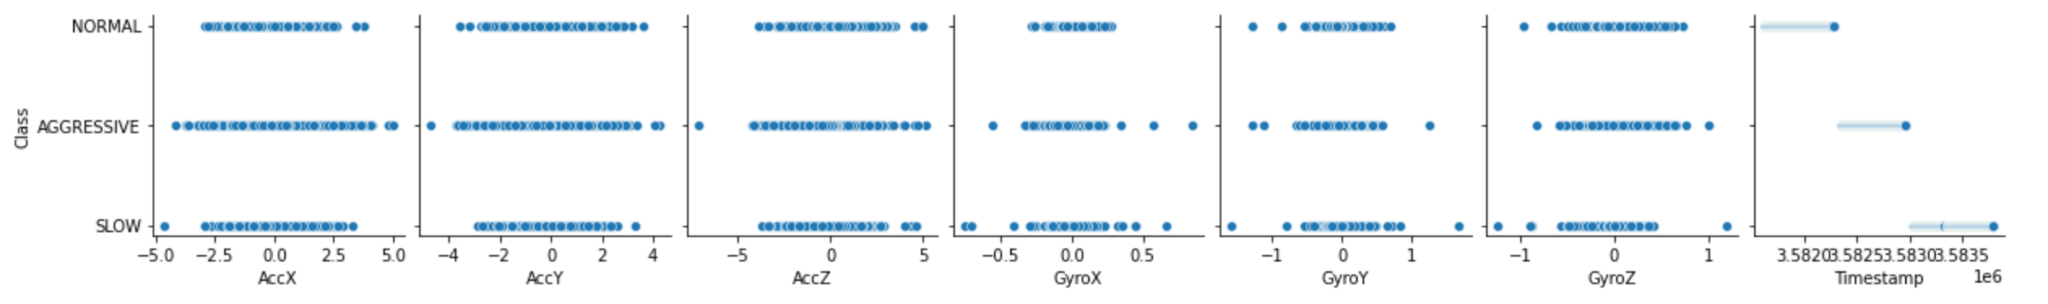 Class
NORMAL
AGGRESSIVE
SLOW
−5.0 −2.5 0.0 2.5 5.0
AccX
−4 −2 0 2 4
AccY
−5 0 5
AccZ
−0.5 0.0 0.5
GyroX
−1 0 1
GyroY
−1 0 1
GyroZ
3.5820 3.5825 3.5830 3.5835
Timestamp
1e6